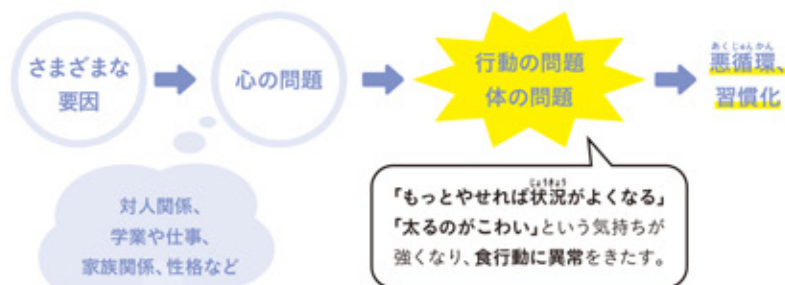 さまざまな
要因
心の問題
行動の問題
体の問題
あくじゅんかん
悪循環、
習慣化
対人関係、
学業や仕事、
家族関係、性格など
じょうきょう
「もっとやせれば状況がよくなる」
「太るのがこわい」という気持ちが
強くなり、食行動に異常をきたす。